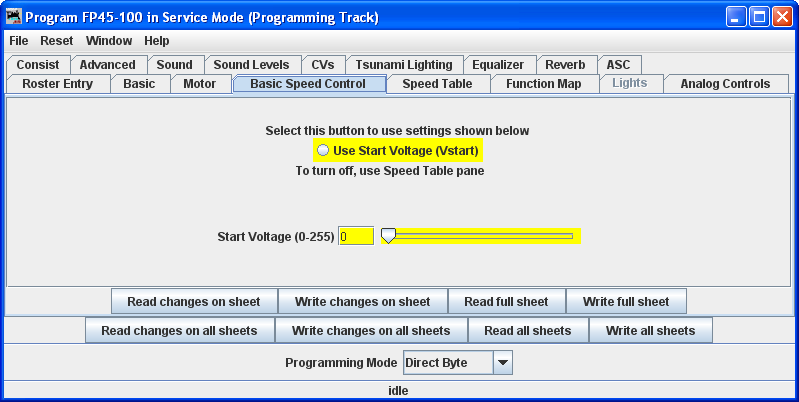 Program FP45-100 in Service Mode (Programming Track)
File Reset Window Help
Consist Advanced Sound Sound Levels CVs Tsunami Lighting Equalizer Reverb ASC
Roster Entry Basic Motor Basic Speed Control Speed Table Function Map Lights Analog Controls
Select this button to use settings shown below
Use Start Voltage (Vstart)
To turn off, use Speed Table pane
Start Voltage (0-255) 0
Read changes on sheet Write changes on sheet Read full sheet Write full sheet
Read changes on all sheets Write changes on all sheets Read all sheets Write all sheets
Programming Mode Direct Byte
idle